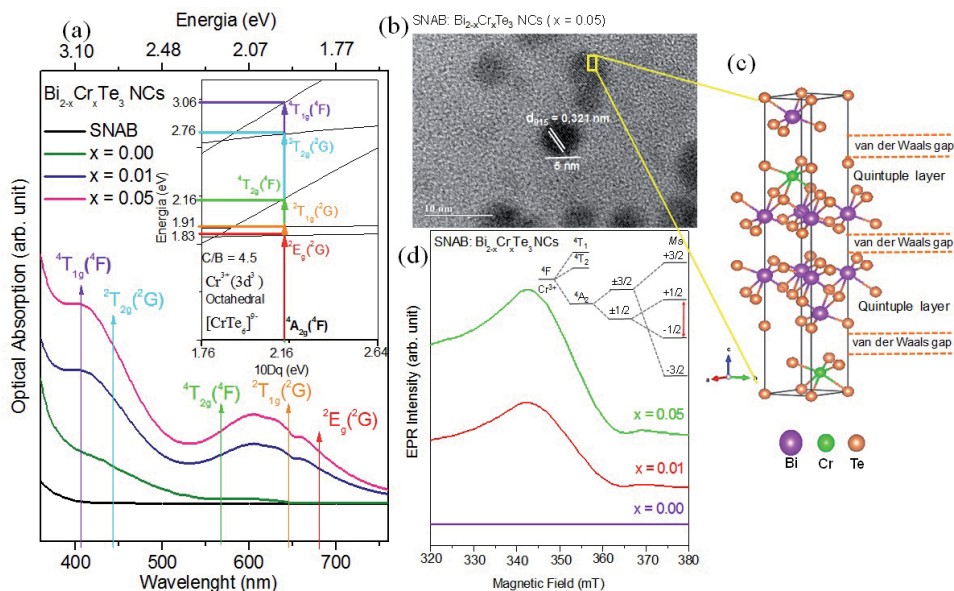 (a)
Energia (eV)
3.10 2.48 2.07 1.77
Bi2-xCrxTe3 NCs
SNAB
x = 0.00
x = 0.01
x = 0.05
3.06
2.76
2.16
1.91
1.83
Energia (eV)
⁴T1g(⁴F)
²T2g(²G)
⁴T2g(⁴F)
²T1g(²G)
²Eg(²G)
C/B = 4.5
Cr³⁺(3d³)
Octahedral
[CrTe6]⁹⁻
⁴A2g(⁴F)
1.76 2.16 2.64
10Dq (eV)
⁴T1g(⁴F)
²T2g(²G)
⁴T2g(⁴F)
²T1g(²G)
²Eg(²G)
Optical Absorption (arb. unit)
400 500 600 700
Wavelenght (nm)
(b)
SNAB: Bi2-xCrxTe3 NCs ( x = 0.05)
d015 = 0,321 nm
5 nm
10 nm
(c)
van der Waals gap
Quintuple layer
van der Waals gap
Quintuple layer
van der Waals gap
c
a
Bi Cr Te
(d)
SNAB: Bi2-xCrxTe3 NCs
⁴T1
⁴T2
⁴F
Cr³⁺
⁴A2
±3/2
±1/2
Ms
+3/2
+1/2
-1/2
-3/2
x = 0.05
x = 0.01
x = 0.00
EPR Intensity (arb. unit)
320 330 340 350 360 370 380
Magnetic Field (mT)